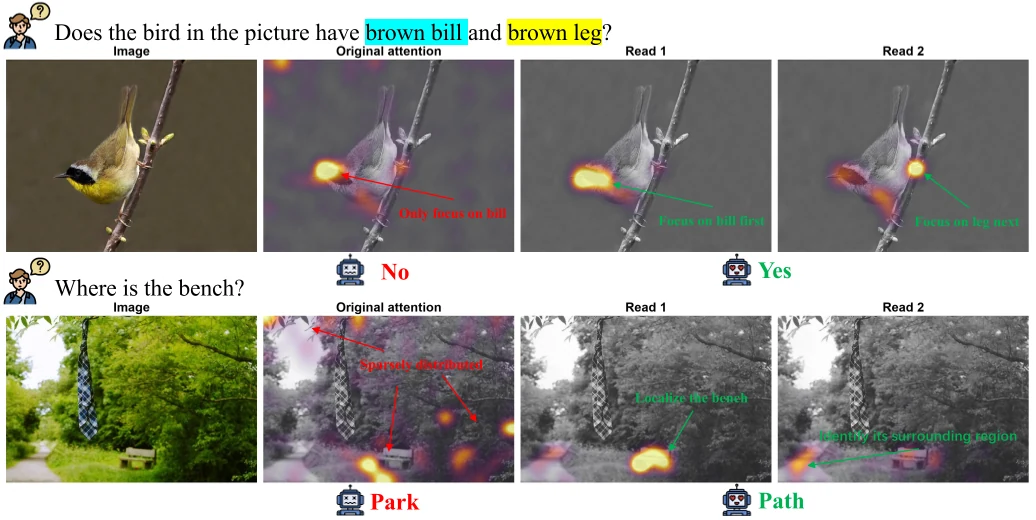 Does the bird in the picture have brown bill and brown leg?
Image Original attention Read 1 Read 2
Only focus on bill
Focus on bill first
Focus on leg next
No Yes
Where is the bench?
Image Original attention Read 1 Read 2
Sparsely distributed
Localize the bench
Identify its surrounding region
Park Path